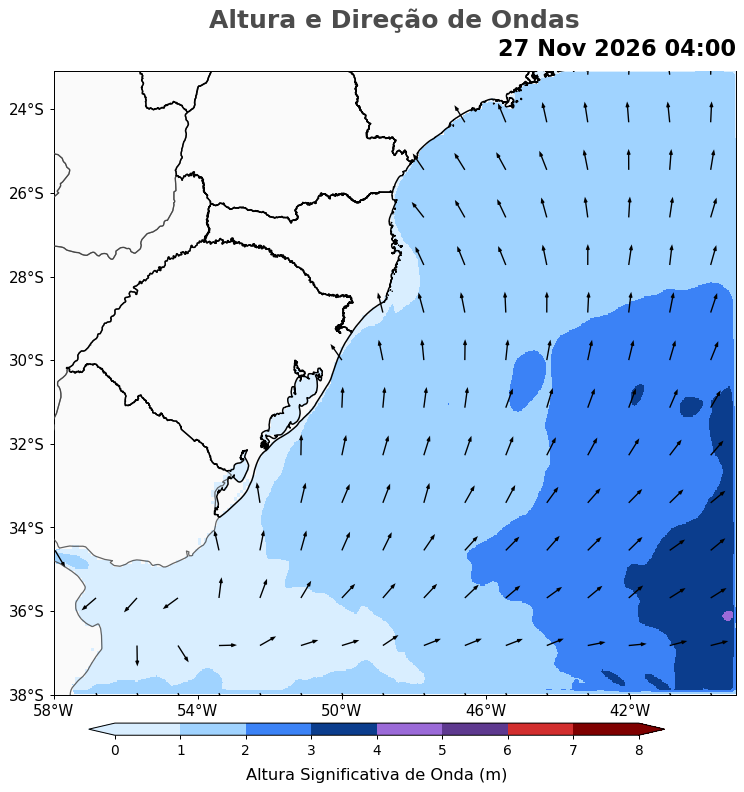 Altura e Direção de Ondas
27 Nov 2026 04:00
24°S
26°S
28°S
30°S
32°S
34°S
36°S
38°S
58°W 54°W 50°W 46°W 42°W
0 1 2 3 4 5 6 7 8
Altura Significativa de Onda (m)